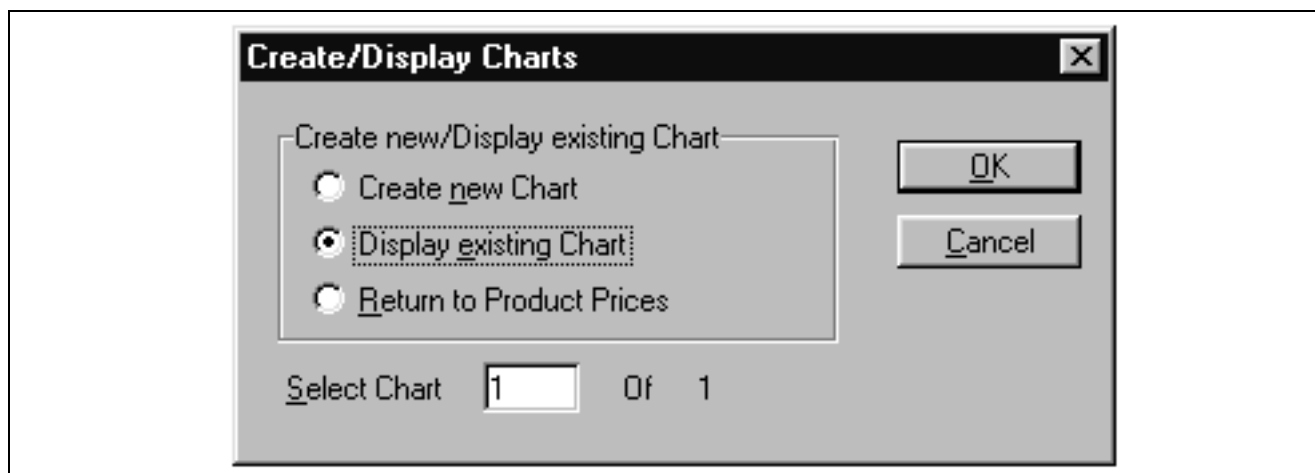 Create/Display Charts
Create new/Display existing Chart
Create new Chart
Display existing Chart
Return to Product Prices
OK
Cancel
Select Chart 1 Of 1